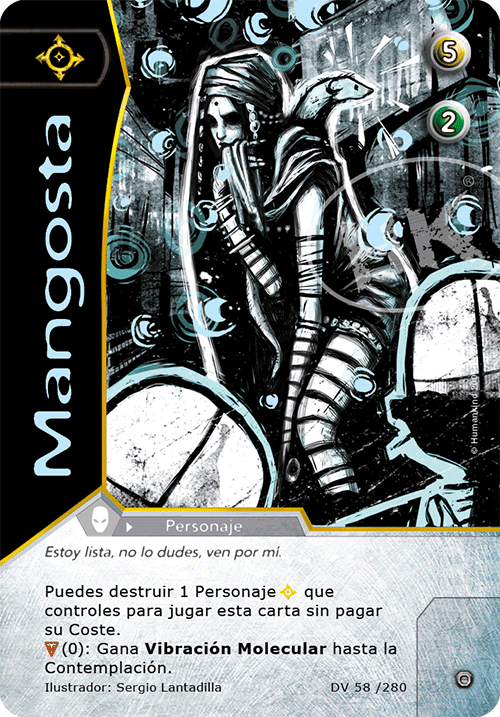 5
2
Mangosta
HK
®
Personaje
Estoy lista, no lo dudes, ven por mí.
Puedes destruir 1 Personaje que
controles para jugar esta carta sin pagar
su Coste.
(0): Gana Vibración Molecular hasta la
Contemplación.
Ilustrador: Sergio Lantadilla
DV 58 /280